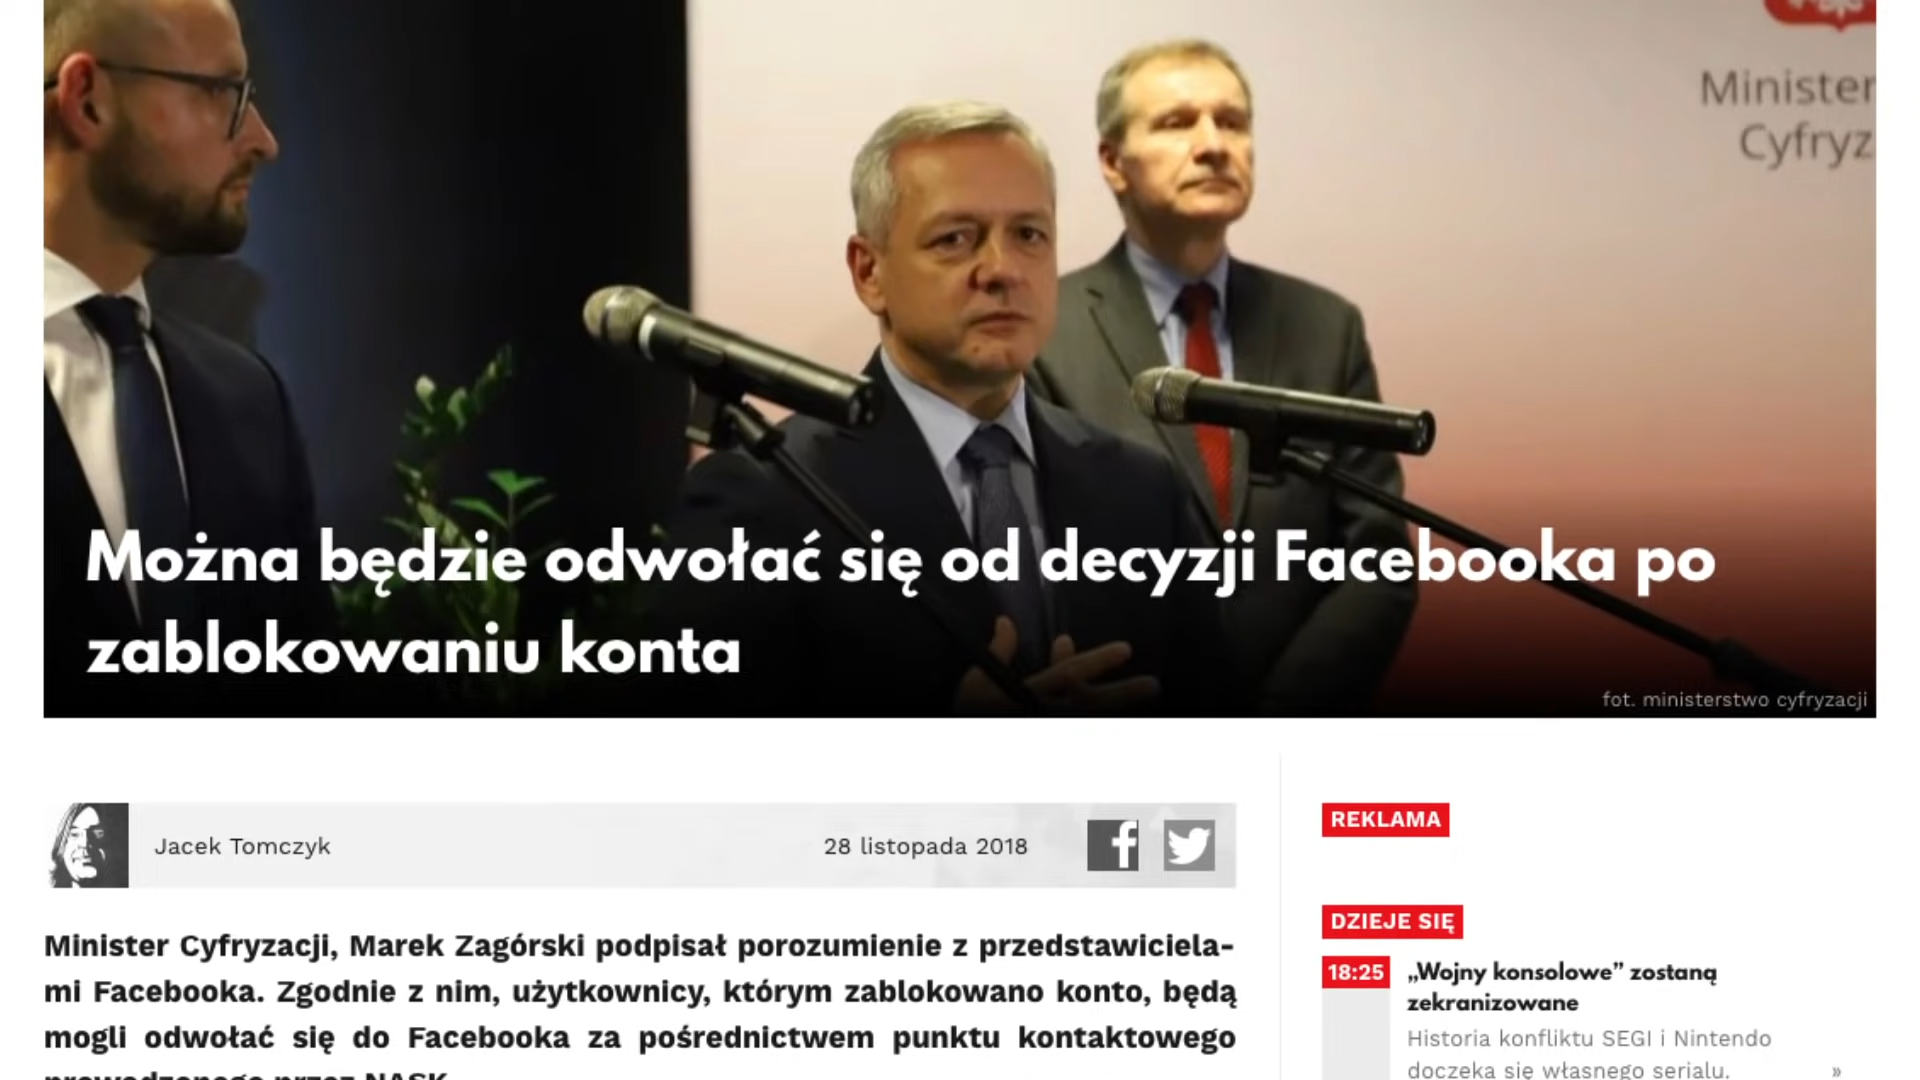 Minister
Cyfryz
Można będzie odwołać się od decyzji Facebooka po
zablokowaniu konta
fot. ministerstwo cyfryzacji
Jacek Tomczyk
28 listopada 2018
Minister Cyfryzacji, Marek Zagórski podpisał porozumienie z przedstawiciela-
mi Facebooka. Zgodnie z nim, użytkownicy, którym zablokowano konto, będą
mogli odwołać się do Facebooka za pośrednictwem punktu kontaktowego
prowadzonego przez NASK.
REKLAMA
DZIEJE SIĘ
18:25
„Wojny konsolowe” zostaną
zekranizowane
Historia konfliktu SEGI i Nintendo
doczeka się własnego serialu.
»